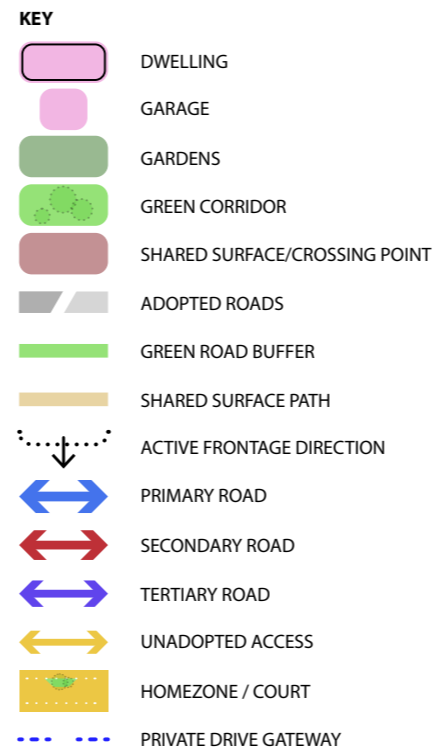 KEY
DWELLING
GARAGE
GARDENS
GREEN CORRIDOR
SHARED SURFACE/CROSSING POINT
ADOPTED ROADS
GREEN ROAD BUFFER
SHARED SURFACE PATH
ACTIVE FRONTAGE DIRECTION
PRIMARY ROAD
SECONDARY ROAD
TERTIARY ROAD
UNADOPTED ACCESS
HOMEZONE / COURT
PRIVATE DRIVE GATEWAY